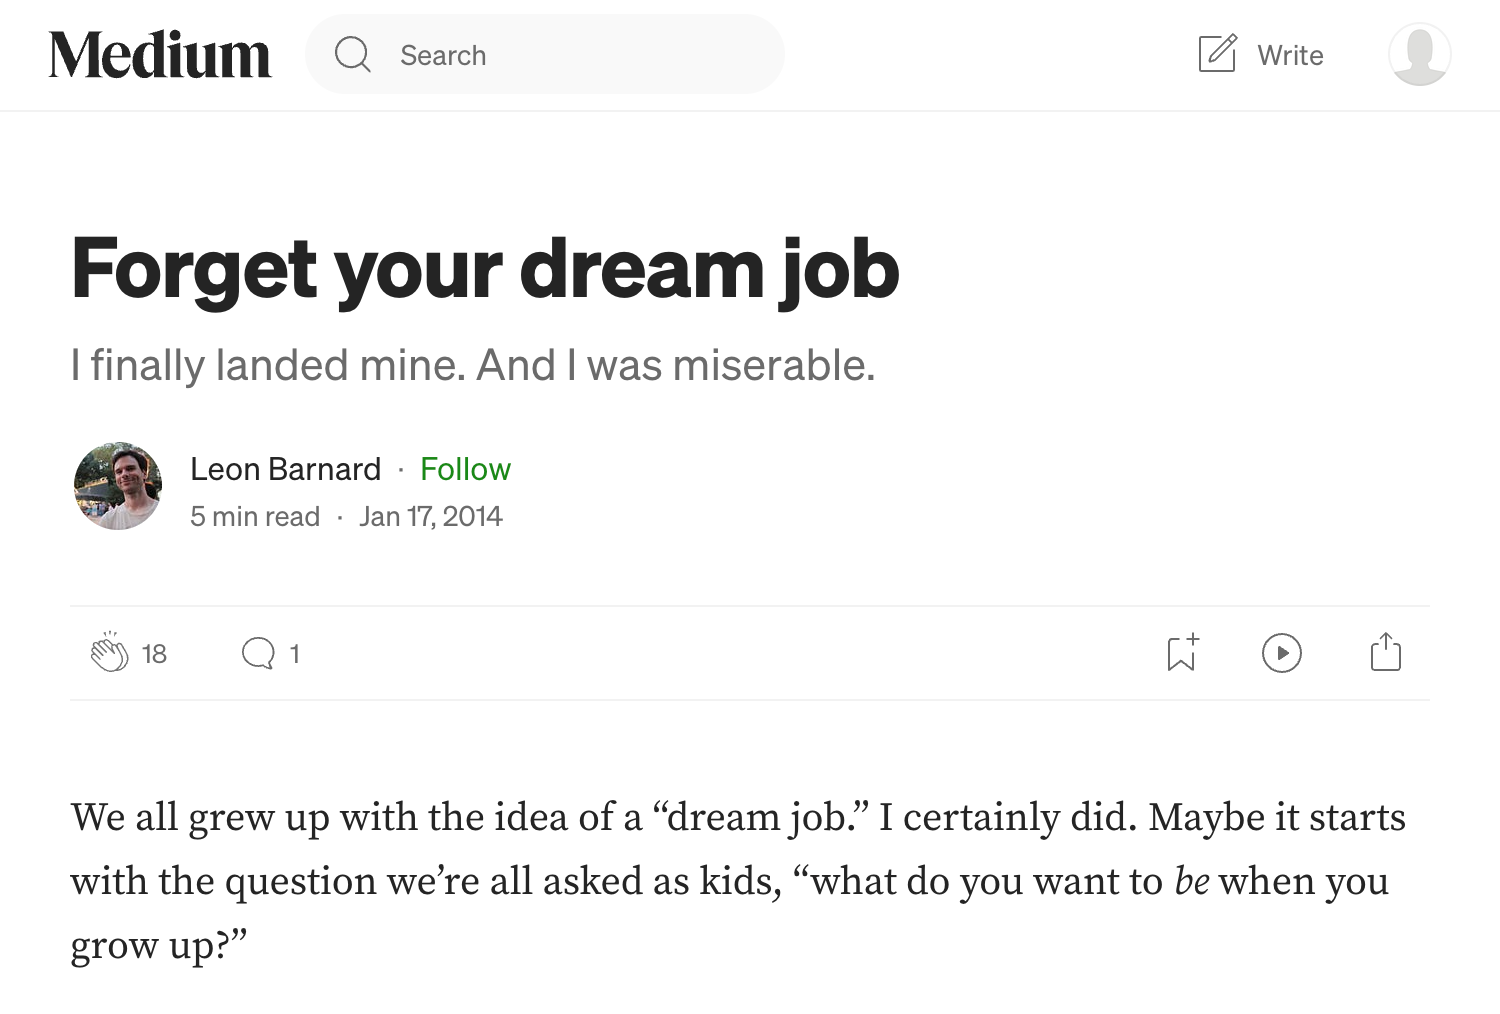 Medium
Search
Write
Forget your dream job
I finally landed mine. And I was miserable.
Leon Barnard · Follow
5 min read · Jan 17, 2014
18
1
We all grew up with the idea of a “dream job.” I certainly did. Maybe it starts
with the question we’re all asked as kids, “what do you want to be when you
grow up?”